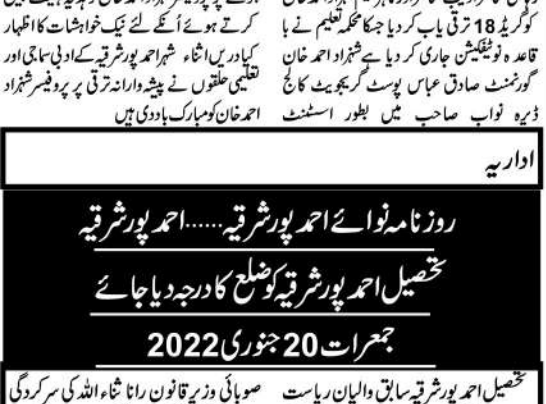 کو گریڈ 18 ترقی یاب کر دیا جسکا محکمہ تعلیم نے با
قاعدہ نوٹیفکیشن جاری کر دیا ہے شہزاد احمد خان
گورنمنٹ صادق عباس پوسٹ گریجویٹ کالج
ڈیرہ نواب صاحب میں بطور اسسٹنٹ
کرتے ہوئے اُنکے لئے نیک خواہشات کا اظہار
کیا دریں اثناء شہر احمد پور شرقیہ کے ادبی سماجی اور
تعلیمی حلقوں نے پیشہ وارانہ ترقی پر پروفیسر شہزاد
احمد خان کو مبارک باد دی ہیں
اداریہ
روزنامہ نوائے احمد پور شرقیہ......احمد پور شرقیہ
تحصیل احمد پور شرقیہ کو ضلع کا درجہ دیا جائے
جمعرات 20 جنوری 2022
تحصیل احمد پور شرقیہ سابق والیان ریاست
صوبائی وزیر قانون رانا ثناء اللہ کی سرکردگی